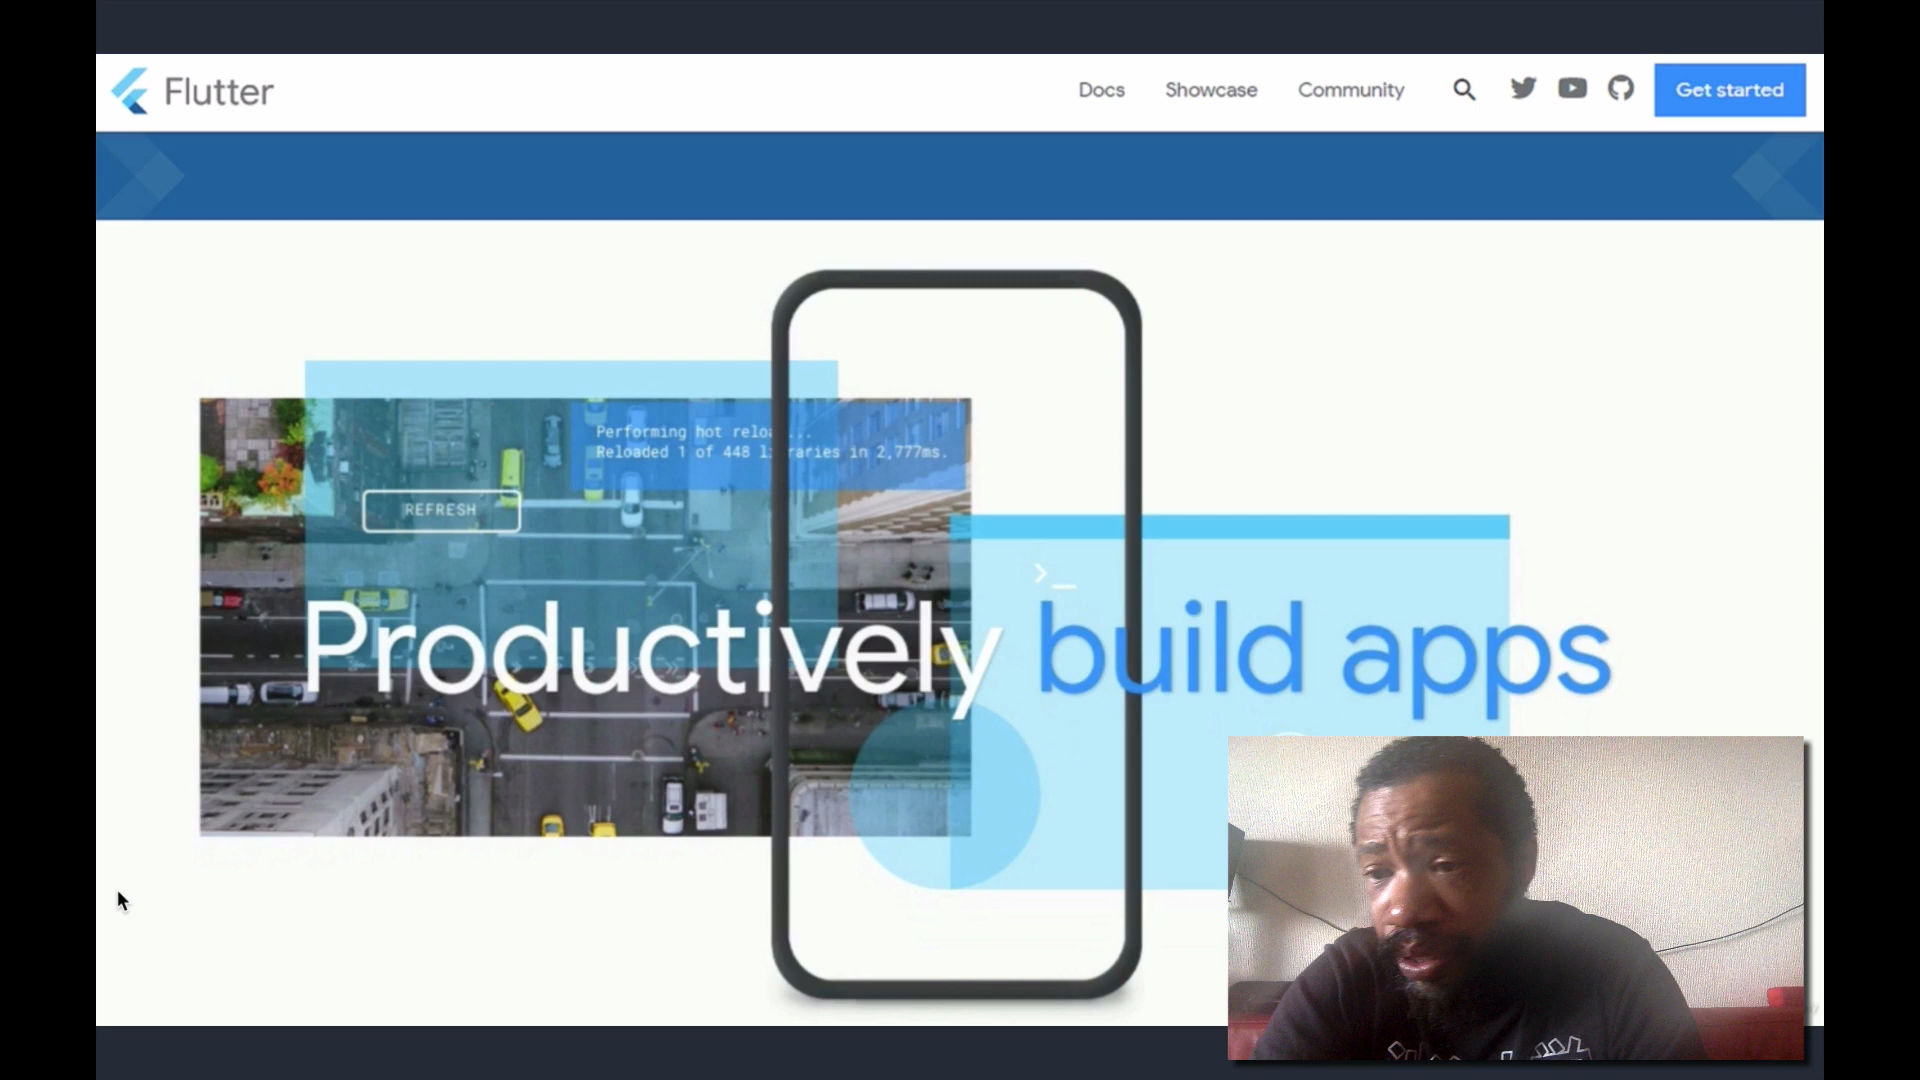 Flutter
Docs Showcase Community Get started
Performing hot relo...
Reloaded 1 of 448 li raries in 2,777ms.
REFRESH
>_
Productively build apps